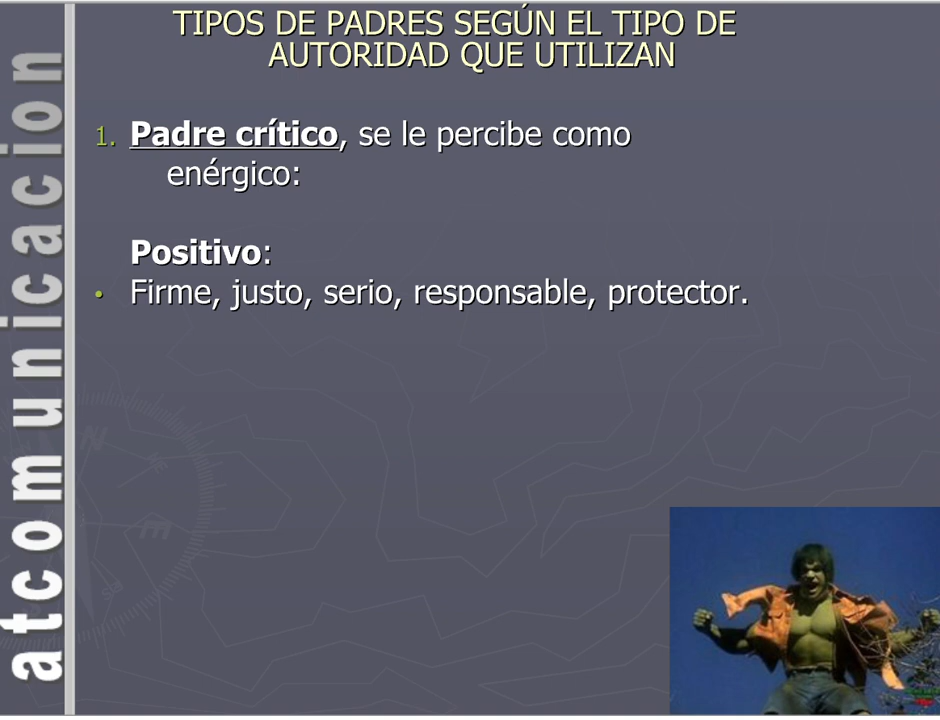 TIPOS DE PADRES SEGÚN EL TIPO DE
AUTORIDAD QUE UTILIZAN
1. Padre crítico, se le percibe como
enérgico:
Positivo:
• Firme, justo, serio, responsable, protector.
atcomunicacion
N
E